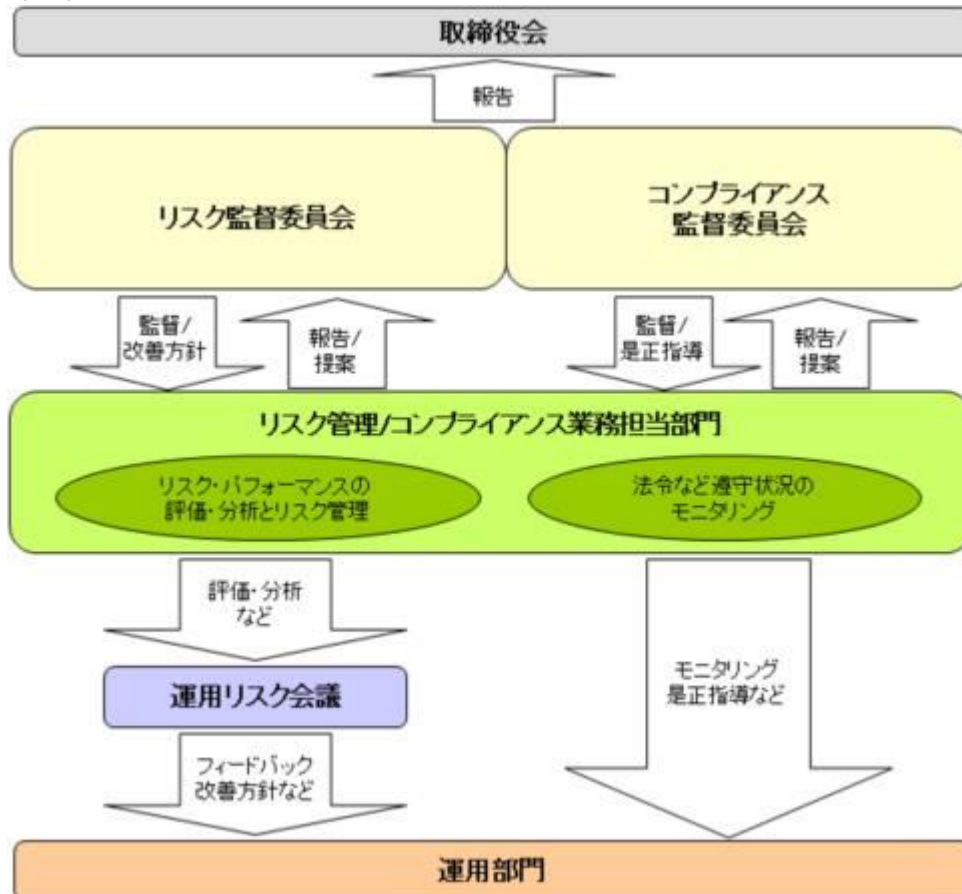 取締役会
報告
リスク監督委員会
コンプライアンス
監督委員会
監督/
改善方針
報告/
提案
監督/
是正指導
報告/
提案
リスク管理/コンプライアンス業務担当部門
リスク・パフォーマンスの
評価・分析とリスク管理
法令など遵守状況の
モニタリング
評価・分析
など
運用リスク会議
フィードバック
改善方針など
モニタリング
是正指導など
運用部門